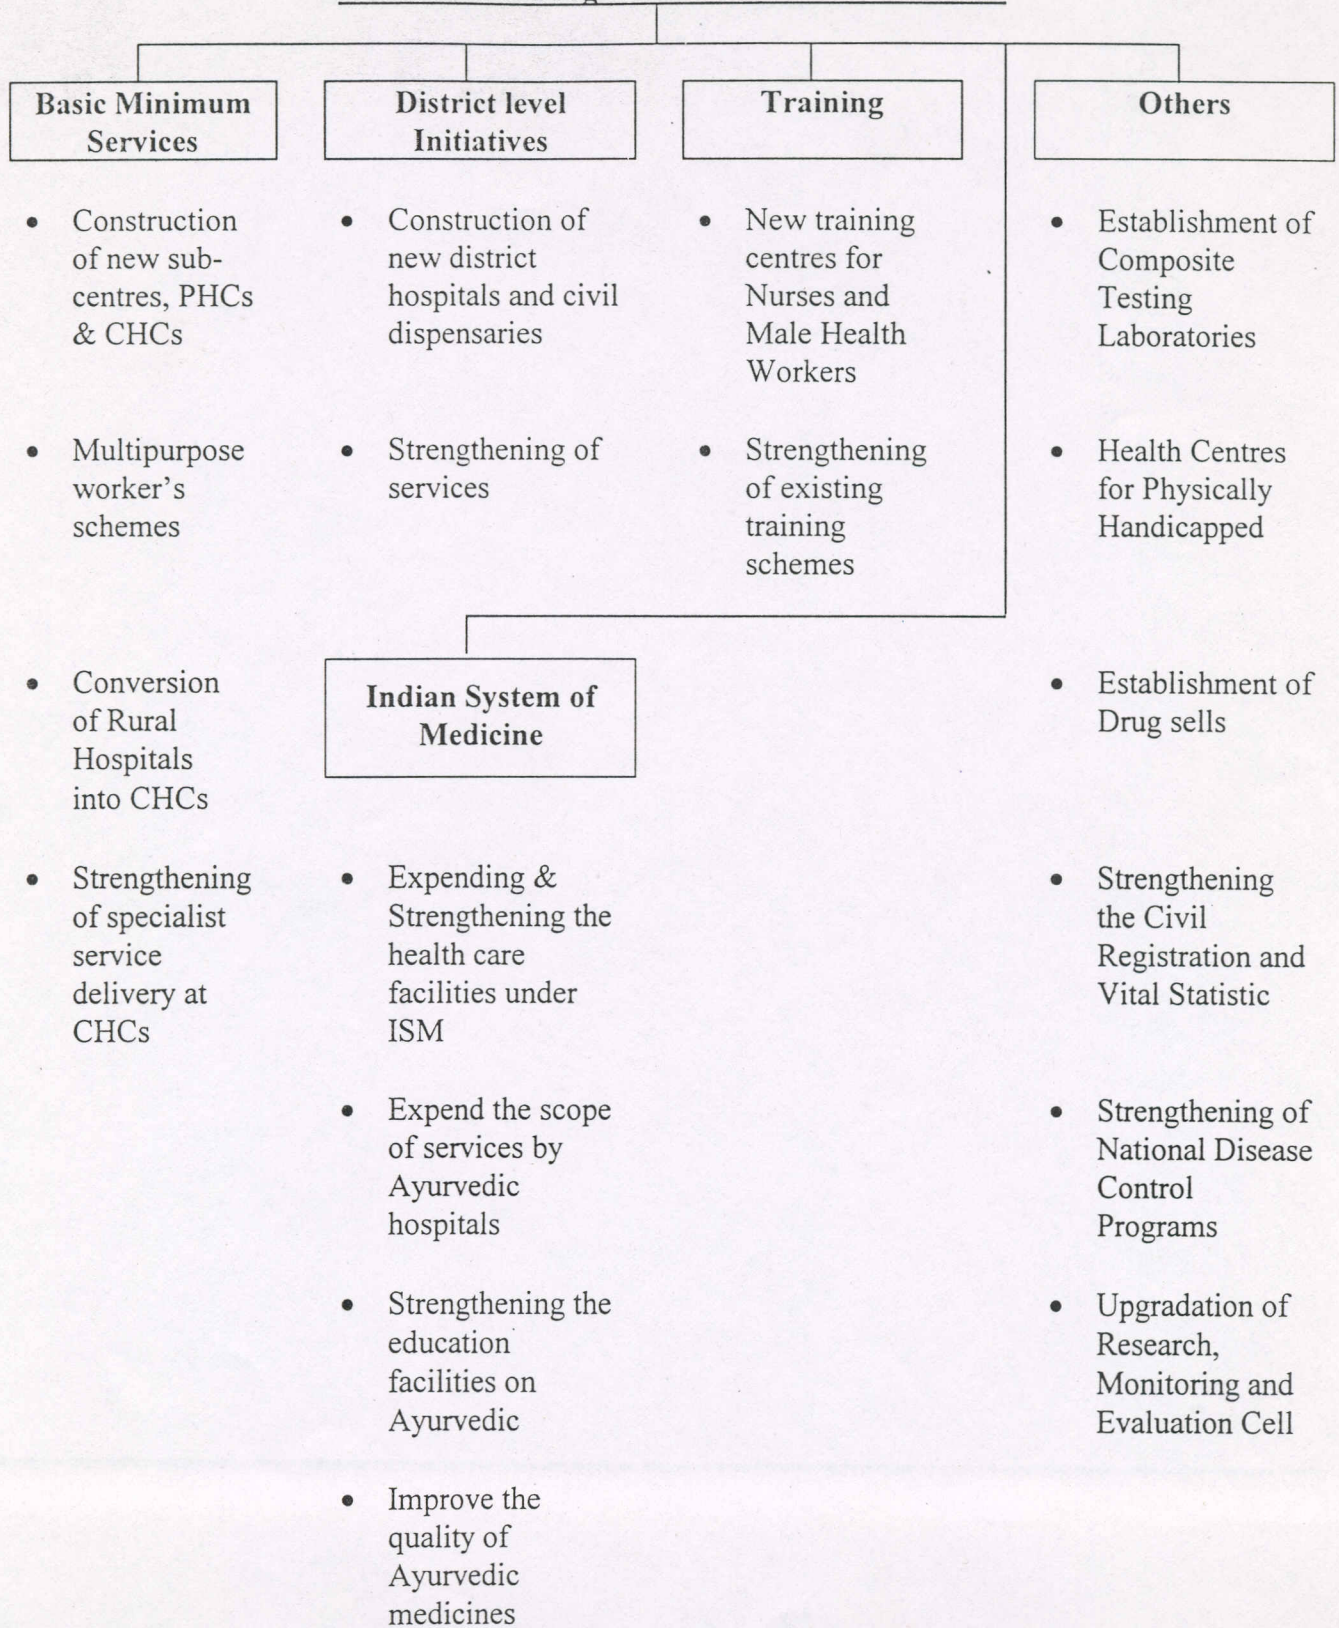 Basic Minimum
Services
• Construction
of new sub-
centres, PHCs
& CHCs
• Multipurpose
worker's
schemes
• Conversion
of Rural
Hospitals
into CHCs
• Strengthening
of specialist
service
delivery at
CHCs
District level
Initiatives
• Construction of
new district
hospitals and civil
dispensaries
• Strengthening of
services
Indian System of
Medicine
• Expending &
Strengthening the
health care
facilities under
ISM
• Expend the scope
of services by
Ayurvedic
hospitals
• Strengthening the
education
facilities on
Ayurvedic
• Improve the
quality of
Ayurvedic
medicines
Training
• New training
centres for
Nurses and
Male Health
Workers
• Strengthening
of existing
training
schemes
Others
• Establishment of
Composite
Testing
Laboratories
• Health Centres
for Physically
Handicapped
• Establishment of
Drug sells
• Strengthening
the Civil
Registration and
Vital Statistic
• Strengthening of
National Disease
Control
Programs
• Upgradation of
Research,
Monitoring and
Evaluation Cell